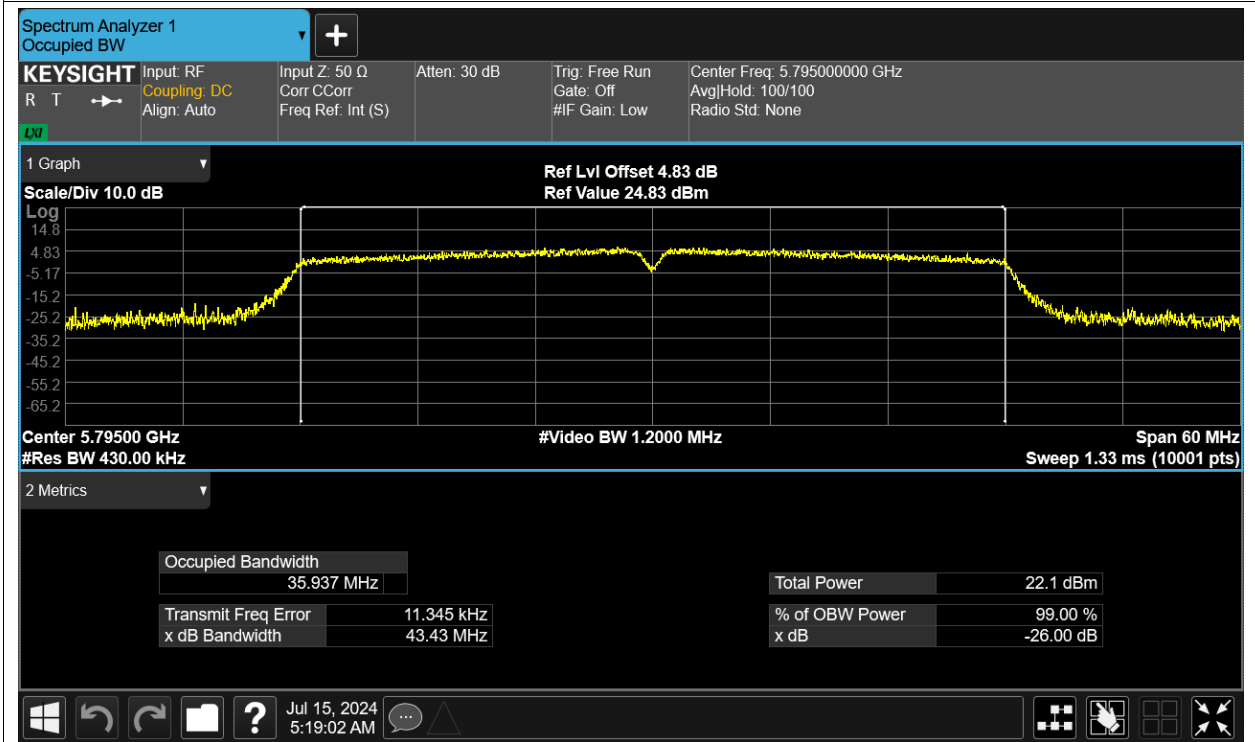 Spectrum Analyzer 1
Occupied BW
KEYSIGHT
R T
LXI
Input: RF
Coupling: DC
Align: Auto
Input Z: 50 Ω
Corr CCorr
Freq Ref: Int (S)
Atten: 30 dB
Trig: Free Run
Gate: Off
#IF Gain: Low
Center Freq: 5.795000000 GHz
Avg|Hold: 100/100
Radio Std: None
1 Graph
Scale/Div 10.0 dB
Ref Lvl Offset 4.83 dB
Ref Value 24.83 dBm
Log
14.8
4.83
-5.17
-15.2
-25.2
-35.2
-45.2
-55.2
-65.2
Center 5.79500 GHz
#Res BW 430.00 kHz
#Video BW 1.2000 MHz
Span 60 MHz
Sweep 1.33 ms (10001 pts)
2 Metrics
Occupied Bandwidth
35.937 MHz
Transmit Freq Error 11.345 kHz
x dB Bandwidth 43.43 MHz
Total Power 22.1 dBm
% of OBW Power 99.00 %
x dB -26.00 dB
?
Jul 15, 2024
5:19:02 AM